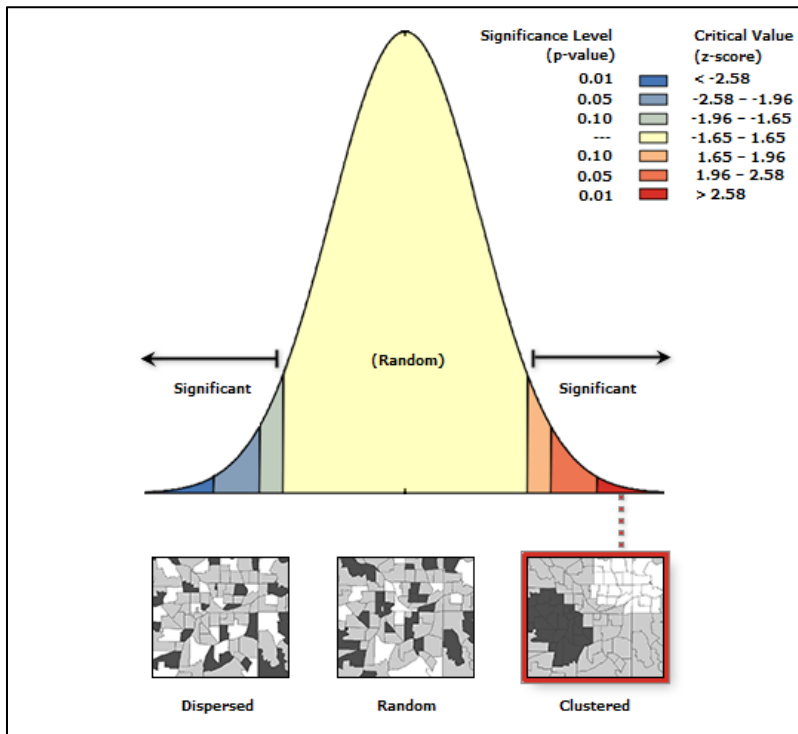 Significance Level Critical Value
(p-value) (z-score)
0.01 < -2.58
0.05 -2.58 – -1.96
0.10 -1.96 – -1.65
--- -1.65 – 1.65
0.10 1.65 – 1.96
0.05 1.96 – 2.58
0.01 > 2.58
(Random)
Significant Significant
Dispersed Random Clustered